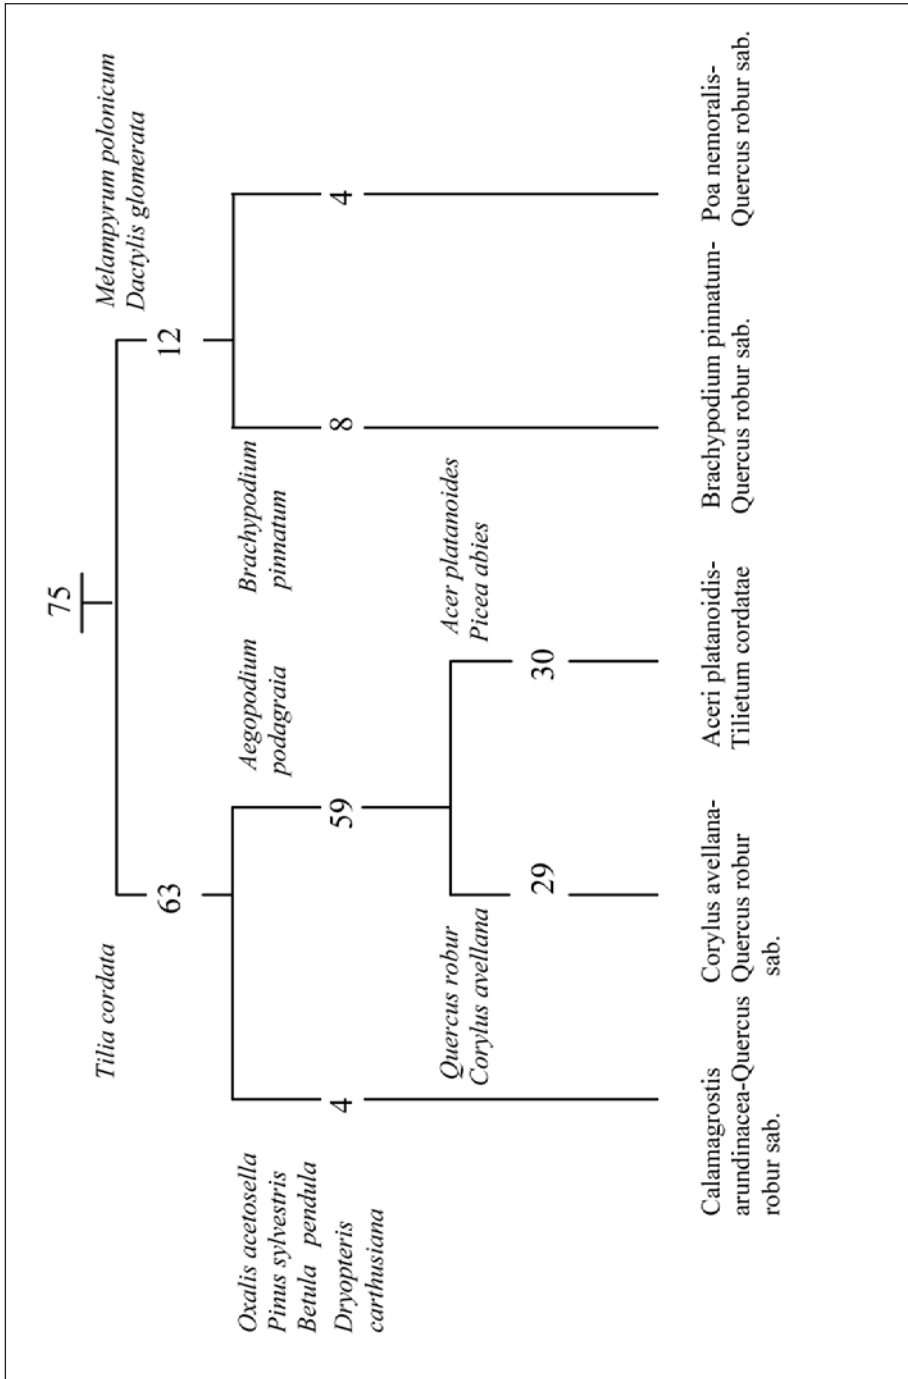 75
Tilia cordata
Melampyrum polonicum
Dactylis glomerata
63
12
Oxalis acetosella
Pinus sylvestris
Betula pendula
Dryopteris
carthusiana
Aegopodium
podagraia
Brachypodium
pinnatum
4
59
8
4
Quercus robur
Corylus avellana
Acer platanoides
Picea abies
29
30
Calamagrostis
arundinacea-Quercus
robur sab.
Corylus avellana-
Quercus robur
sab.
Aceri platanoidis-
Tilietum cordatae
Brachypodium pinnatum-
Quercus robur sab.
Poa nemoralis-
Quercus robur sab.